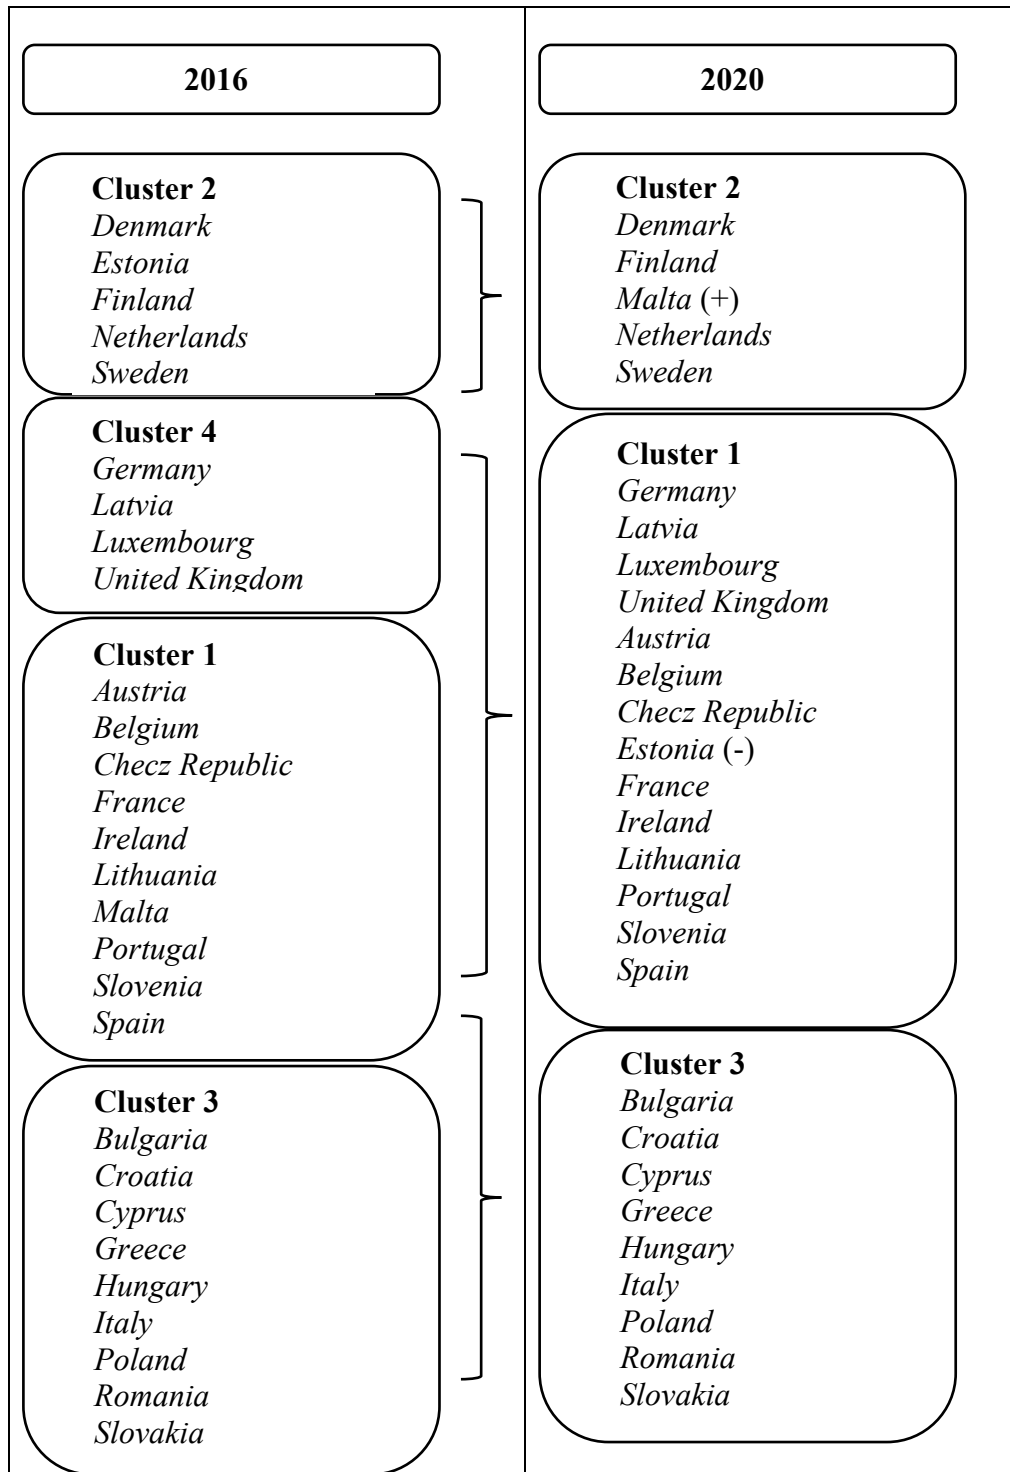 2016
Cluster 2
Denmark
Estonia
Finland
Netherlands
Sweden
Cluster 4
Germany
Latvia
Luxembourg
United Kingdom
Cluster 1
Austria
Belgium
Checz Republic
France
Ireland
Lithuania
Malta
Portugal
Slovenia
Spain
Cluster 3
Bulgaria
Croatia
Cyprus
Greece
Hungary
Italy
Poland
Romania
Slovakia
2020
Cluster 2
Denmark
Finland
Malta (+)
Netherlands
Sweden
Cluster 1
Germany
Latvia
Luxembourg
United Kingdom
Austria
Belgium
Checz Republic
Estonia (-)
France
Ireland
Lithuania
Portugal
Slovenia
Spain
Cluster 3
Bulgaria
Croatia
Cyprus
Greece
Hungary
Italy
Poland
Romania
Slovakia